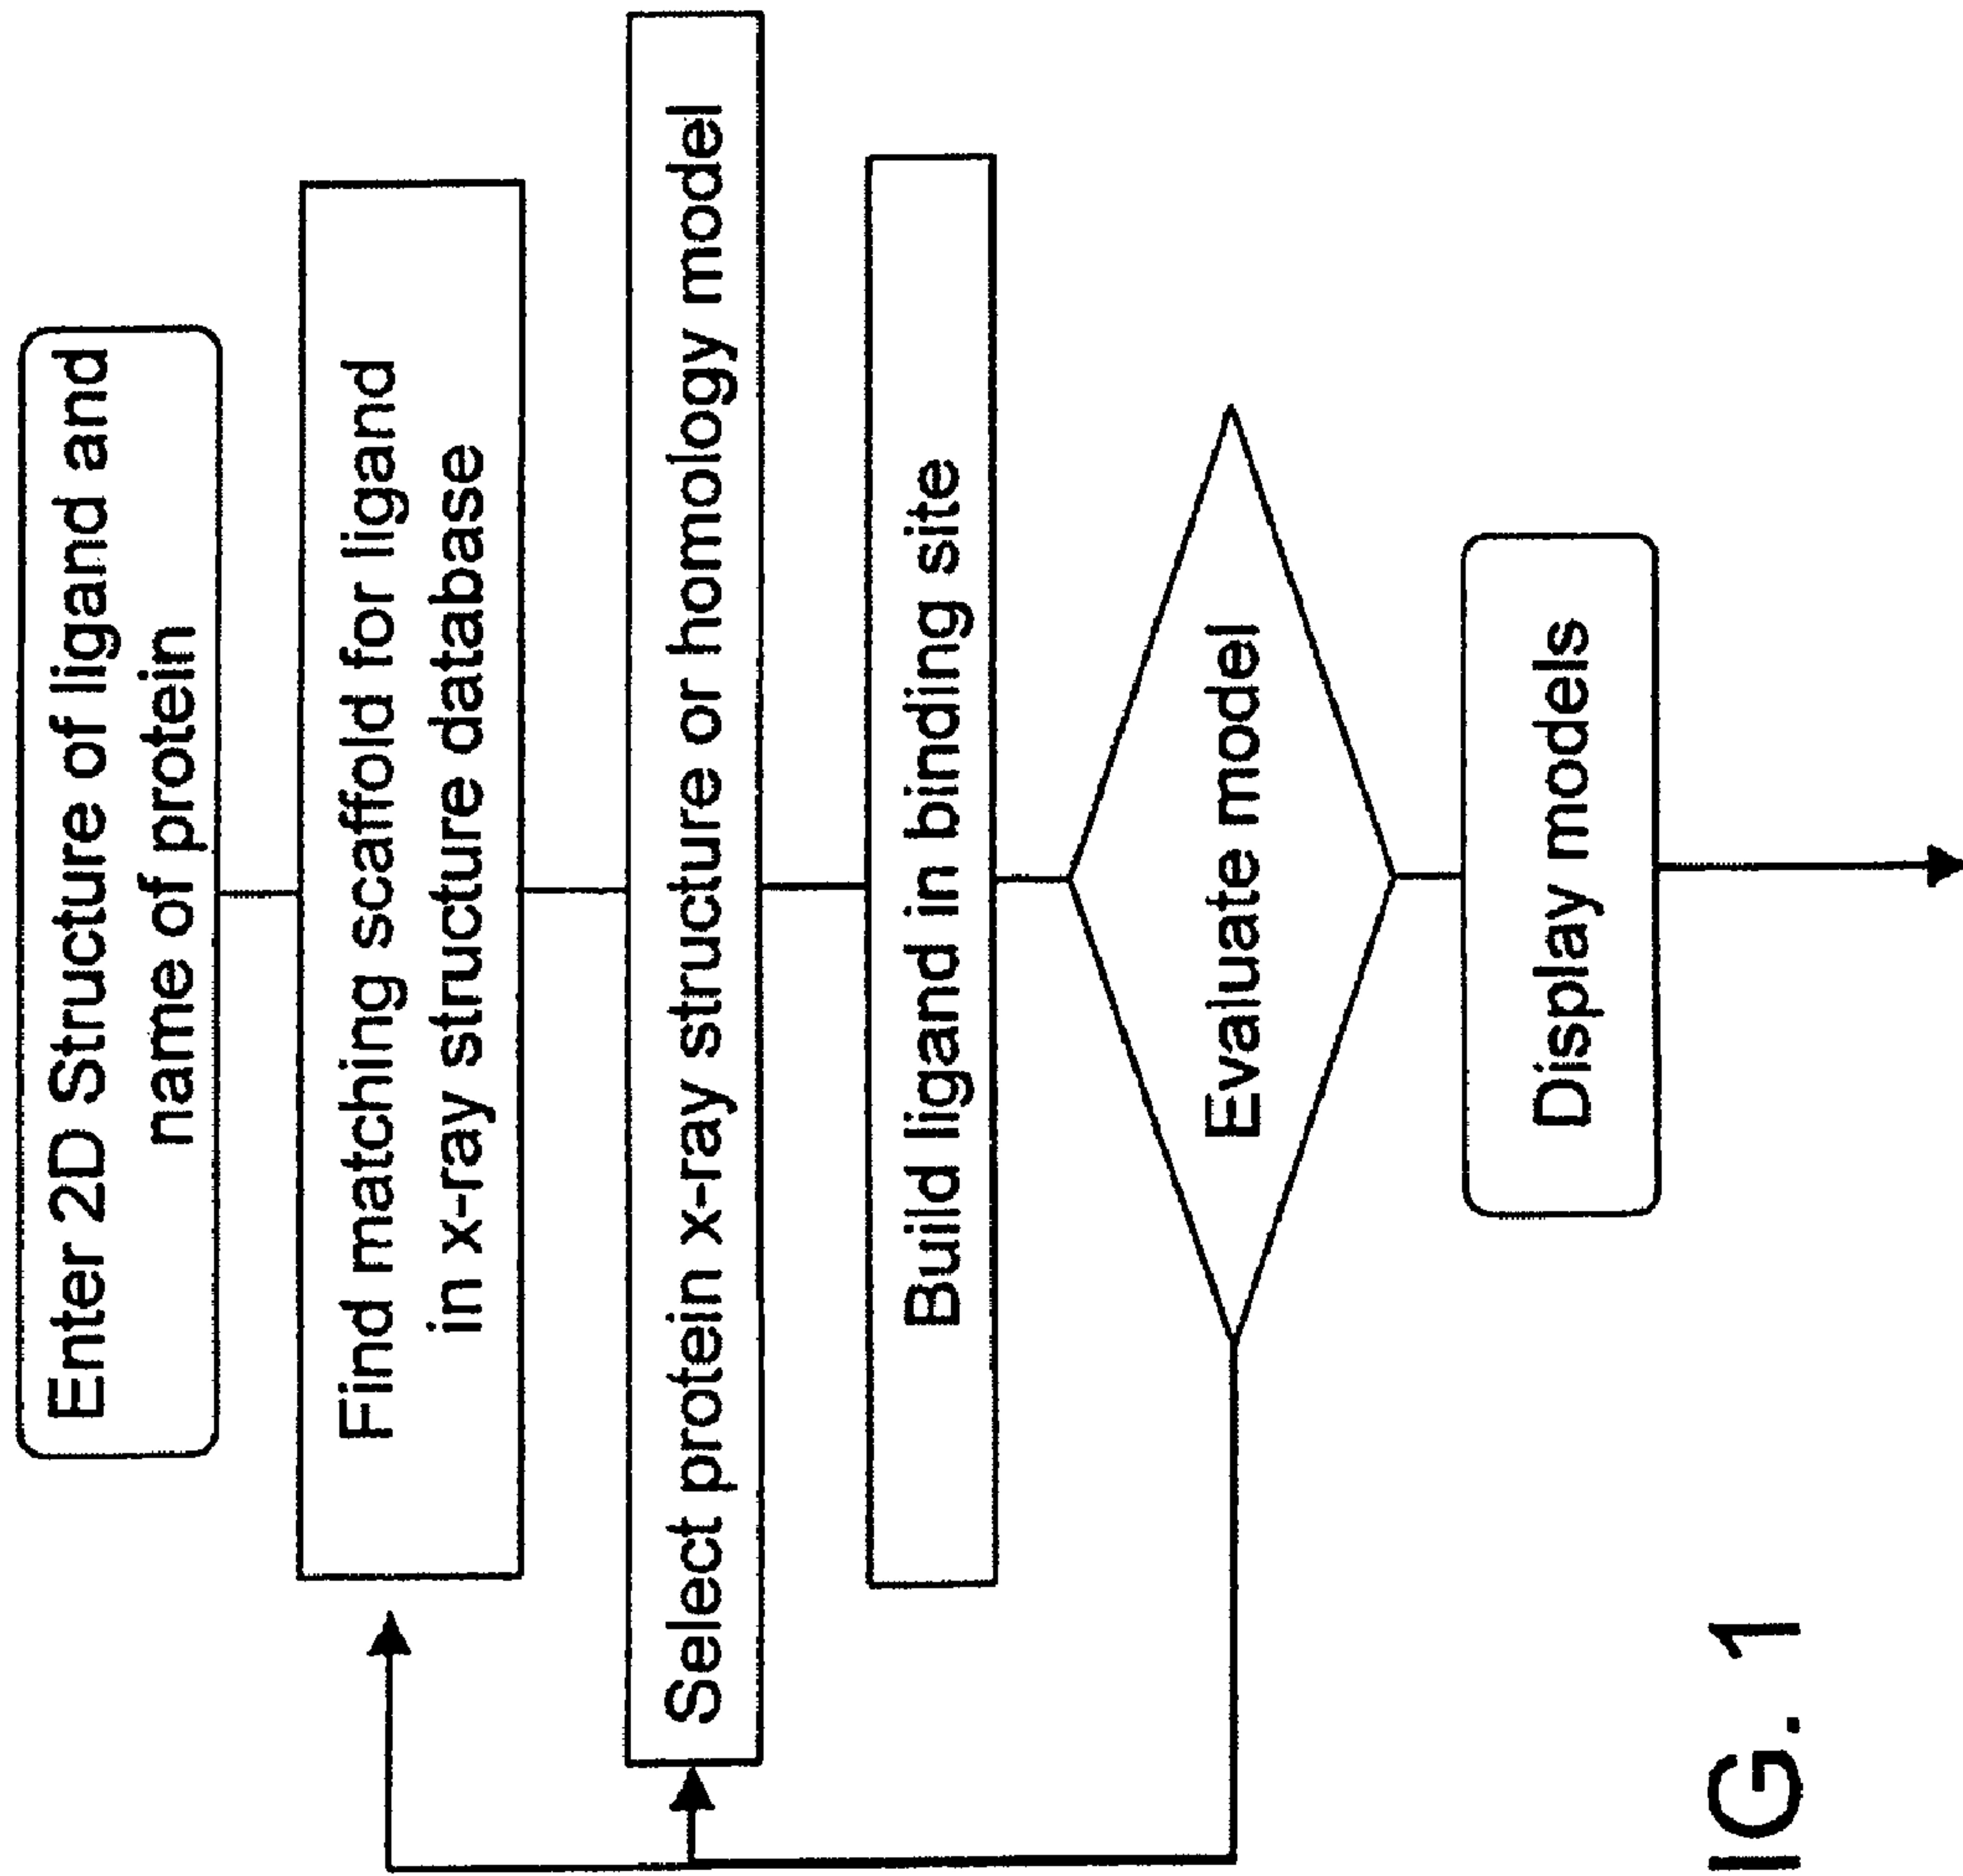 Enter 2D Structure of ligand and
name of protein
Find matching scaffold for ligand
in x-ray structure database
Select protein x-ray structure or homology model
Build ligand in binding site
Evaluate model
Display models
IG. 1